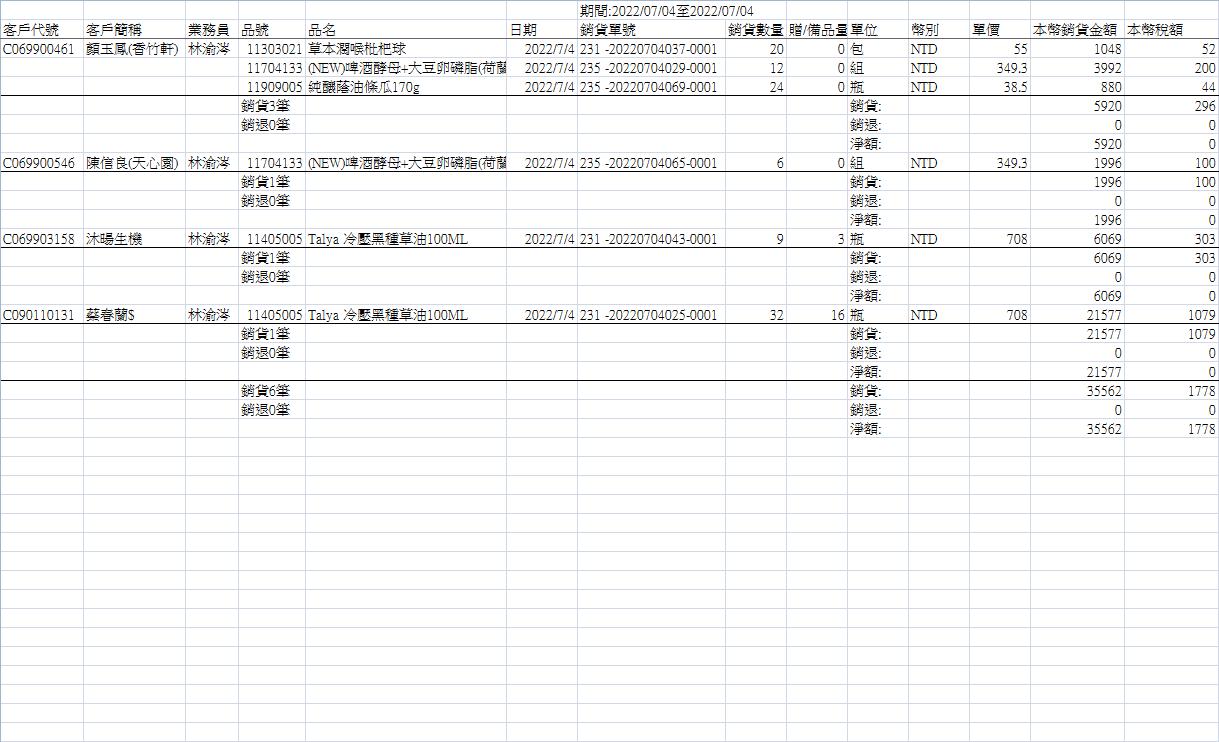 期間:2022/07/04至2022/07/04
客戶代號 客戶簡稱 業務員 品號 品名 日期 銷貨單號 銷貨數量 贈/備品量 單位 幣別 單價 本幣銷貨金額 本幣稅額
C069900461 顏玉鳳(香竹軒) 林渝涔 11303021 草本潤喉枇杷球 2022/7/4 231 -20220704037-0001 20 0 包 NTD 55 1048 52
11704133 (NEW)啤酒酵母+大豆卵磷脂(荷蘭 2022/7/4 235 -20220704029-0001 12 0 組 NTD 349.3 3992 200
11909005 純釀蔭油條瓜170g 2022/7/4 235 -20220704069-0001 24 0 瓶 NTD 38.5 880 44
銷貨3筆 銷貨: 5920 296
銷退0筆 銷退: 0 0
淨額: 5920 0
C069900546 陳信良(天心園) 林渝涔 11704133 (NEW)啤酒酵母+大豆卵磷脂(荷蘭 2022/7/4 235 -20220704065-0001 6 0 組 NTD 349.3 1996 100
銷貨1筆 銷貨: 1996 100
銷退0筆 銷退: 0 0
淨額: 1996 0
C069903158 沐暘生機 林渝涔 11405005 Talya 冷壓黑種草油100ML 2022/7/4 231 -20220704043-0001 9 3 瓶 NTD 708 6069 303
銷貨1筆 銷貨: 6069 303
銷退0筆 銷退: 0 0
淨額: 6069 0
C090110131 蔡春蘭$ 林渝涔 11405005 Talya 冷壓黑種草油100ML 2022/7/4 231 -20220704025-0001 32 16 瓶 NTD 708 21577 1079
銷貨1筆 銷貨: 21577 1079
銷退0筆 銷退: 0 0
淨額: 21577 0
銷貨6筆 銷貨: 35562 1778
銷退0筆 銷退: 0 0
淨額: 35562 1778